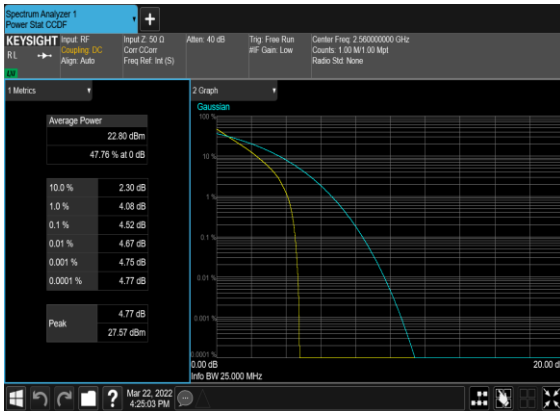 Spectrum Analyzer 1
Power Stat CCDF
+
KEYSIGHT
RL
LXI
Input: RF
Coupling: DC
Align: Auto
Input Z: 50 Ω
Corr CCorr
Freq Ref: Int (S)
Atten: 40 dB
Trig: Free Run
#IF Gain: Low
Center Freq: 2.560000000 GHz
Counts: 1.00 M/1.00 Mpt
Radio Std: None
1 Metrics
Average Power
22.80 dBm
47.76 % at 0 dB
10.0 % 2.30 dB
1.0 % 4.08 dB
0.1 % 4.52 dB
0.01 % 4.67 dB
0.001 % 4.75 dB
0.0001 % 4.77 dB
Peak
4.77 dB
27.57 dBm
2 Graph
Gaussian
100 %
10 %
1 %
0.1 %
0.01 %
0.001 %
0.0001 %
0.00 dB
20.00 d
Info BW 25.000 MHz
?
Mar 22, 2022
4:25:03 PM